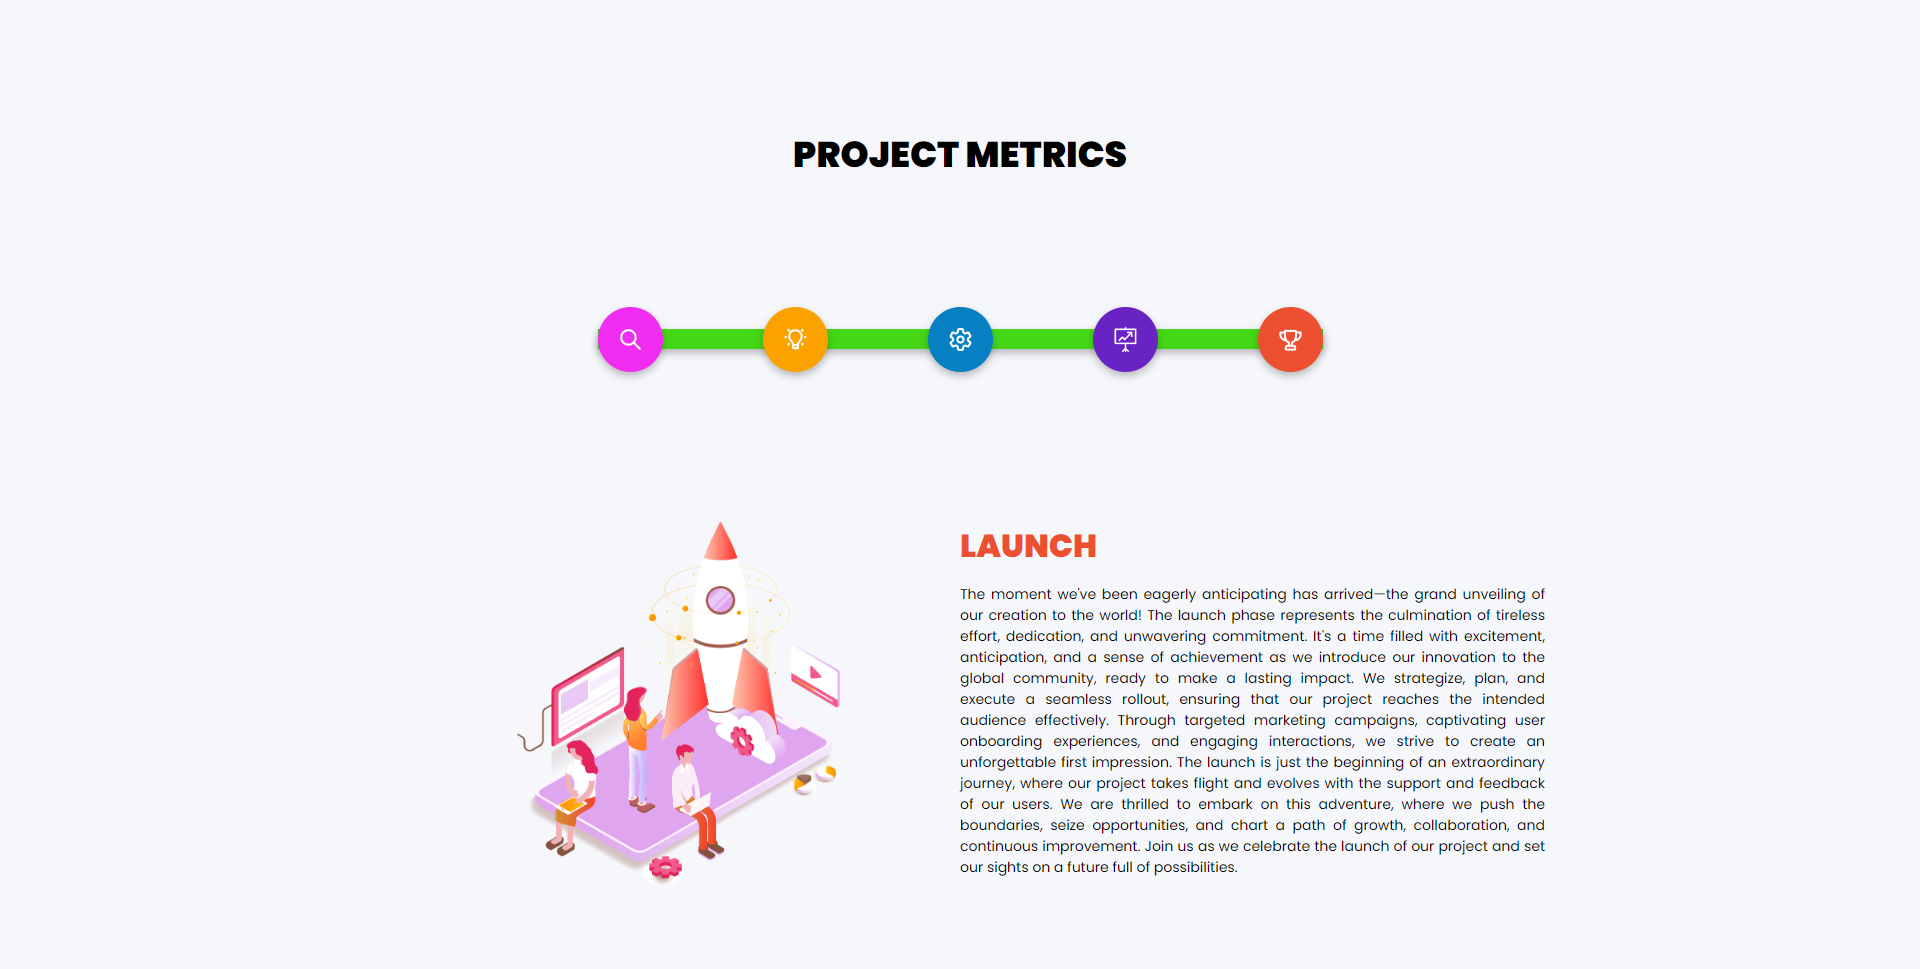 PROJECT METRICS
LAUNCH
The moment we've been eagerly anticipating has arrived—the grand unveiling of
our creation to the world! The launch phase represents the culmination of tireless
effort, dedication, and unwavering commitment. It's a time filled with excitement,
anticipation, and a sense of achievement as we introduce our innovation to the
global community, ready to make a lasting impact. We strategize, plan, and
execute a seamless rollout, ensuring that our project reaches the intended
audience effectively. Through targeted marketing campaigns, captivating user
onboarding experiences, and engaging interactions, we strive to create an
unforgettable first impression. The launch is just the beginning of an extraordinary
journey, where our project takes flight and evolves with the support and feedback
of our users. We are thrilled to embark on this adventure, where we push the
boundaries, seize opportunities, and chart a path of growth, collaboration, and
continuous improvement. Join us as we celebrate the launch of our project and set
our sights on a future full of possibilities.